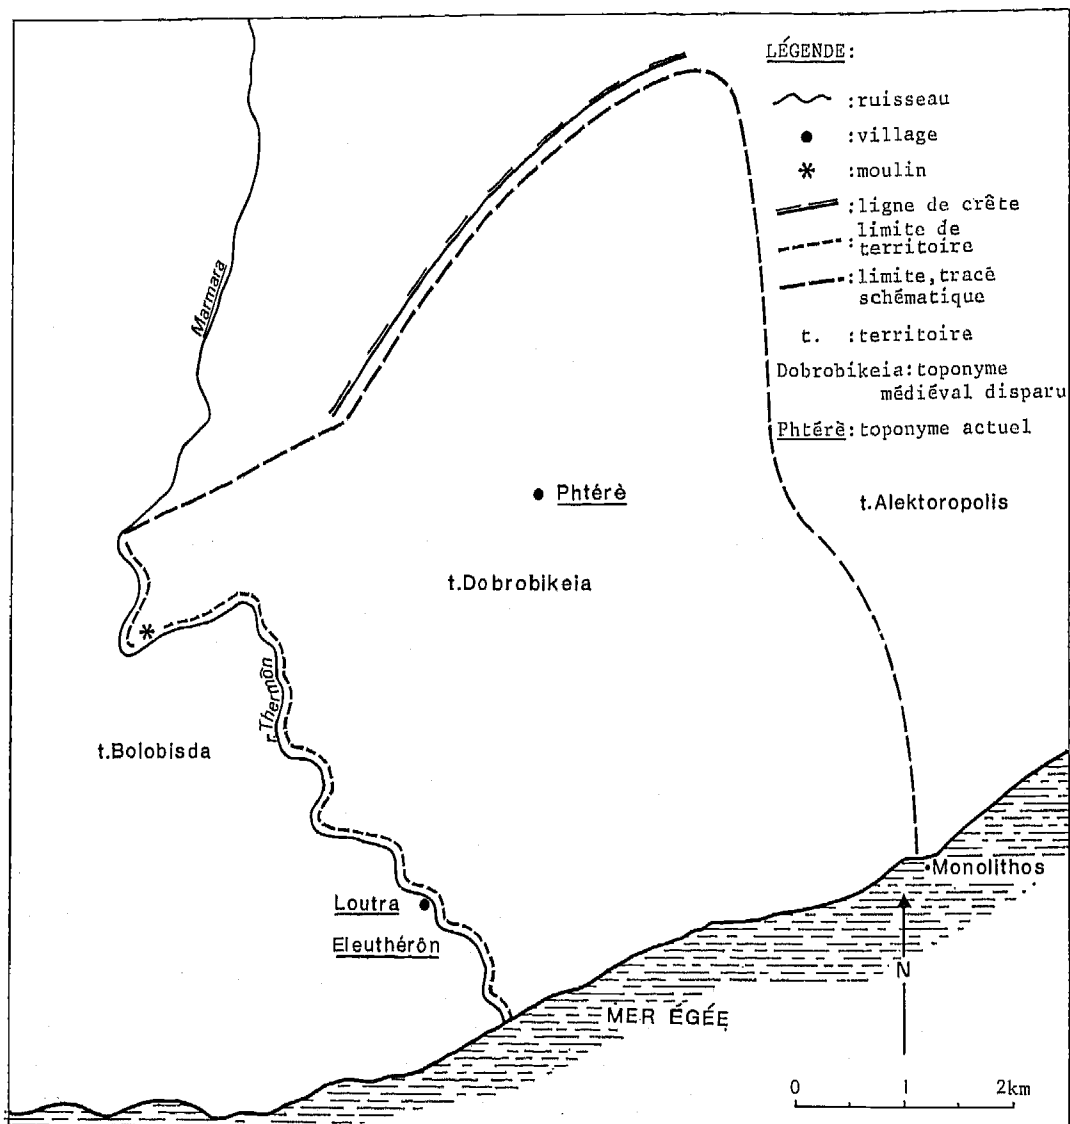 LÉGENDE:
:ruisseau
:village
:moulin
:ligne de crête
:limite de
territoire
:limite, tracé
schématique
t. :territoire
Dobrobikeia:toponyme
médiéval disparu
Phtérè:toponyme actuel
Marmara
Phtérè
t.Alektoropolis
t.Dobrobikeia
r.Thermôn
t.Bolobisda
Monolithos
Loutra
Eleuthérôn
N
MER ÉGÉE
0 1 2km